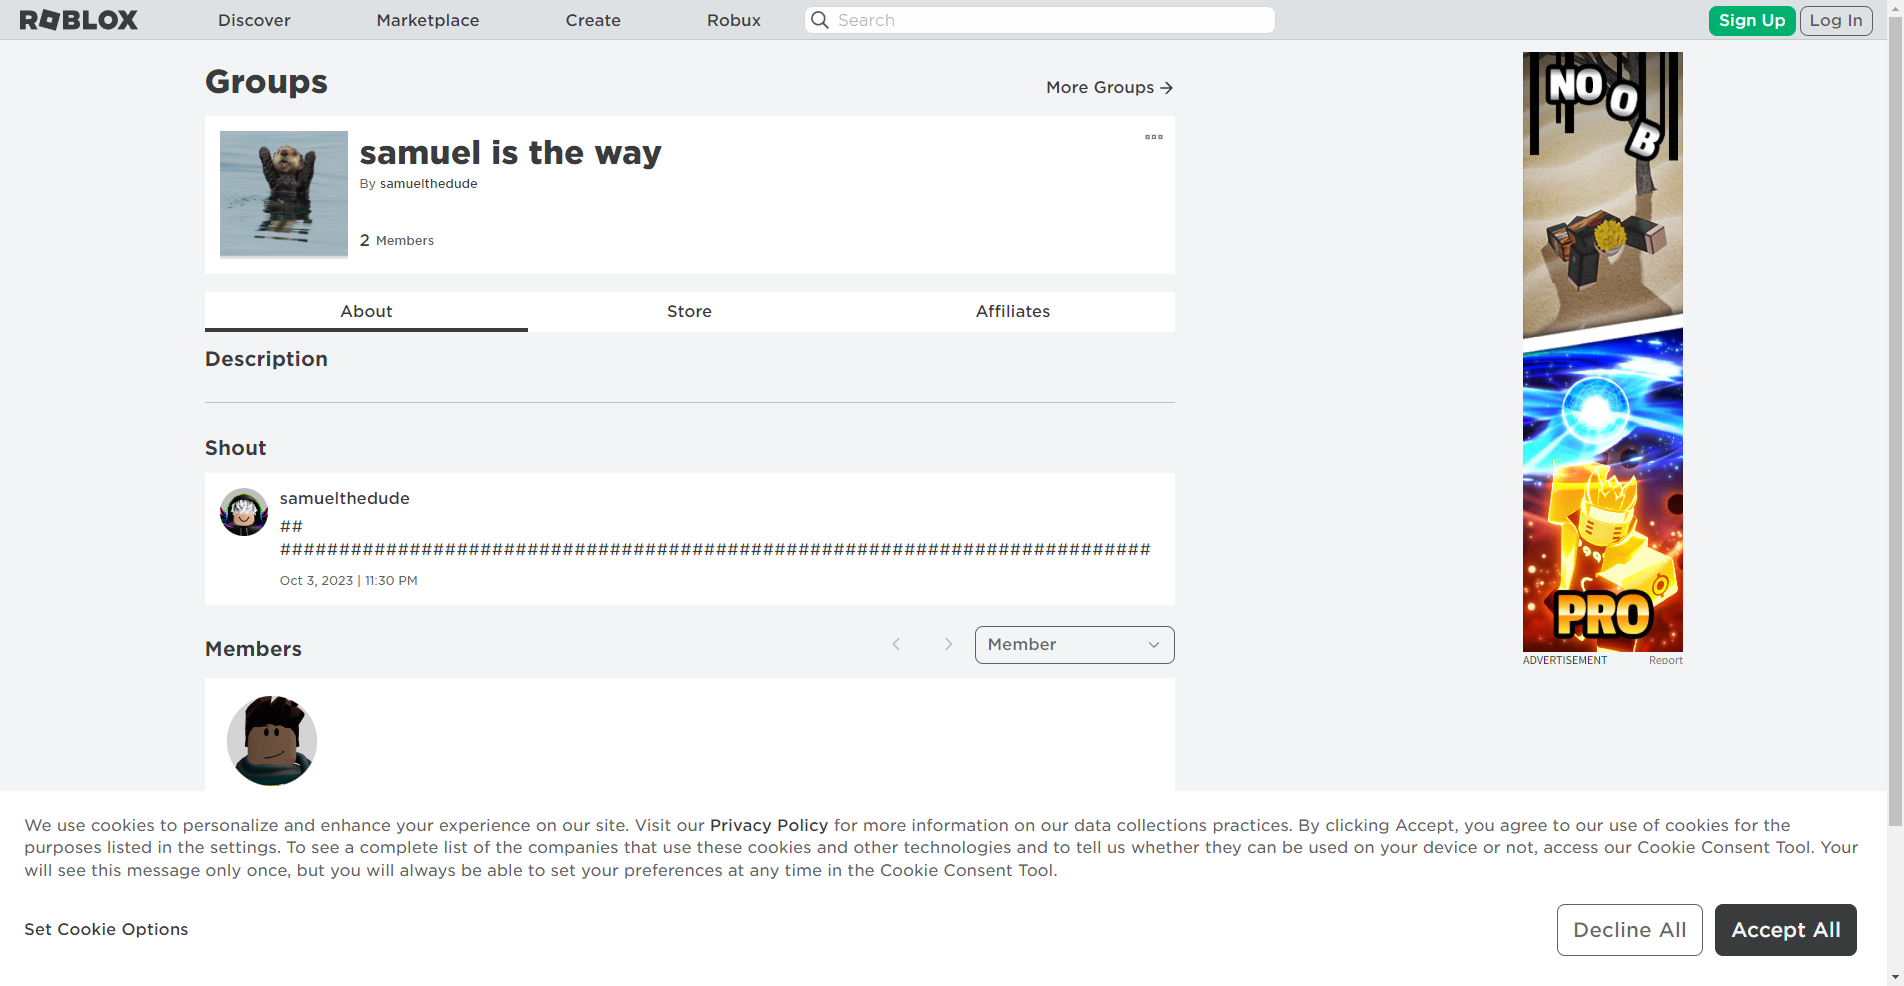 ROBLOX
Discover
Marketplace
Create
Robux
Search
Sign Up
Log In
Groups
More Groups
samuel is the way
By samuelthedude
2 Members
About
Store
Affiliates
Description
Shout
samuelthedude
##
##########################################################################
Oct 3, 2023 | 11:30 PM
Members
Member
NOOB
PRO
ADVERTISEMENT
Report
We use cookies to personalize and enhance your experience on our site. Visit our Privacy Policy for more information on our data collections practices. By clicking Accept, you agree to our use of cookies for the
purposes listed in the settings. To see a complete list of the companies that use these cookies and other technologies and to tell us whether they can be used on your device or not, access our Cookie Consent Tool. Your
will see this message only once, but you will always be able to set your preferences at any time in the Cookie Consent Tool.
Set Cookie Options
Decline All
Accept All